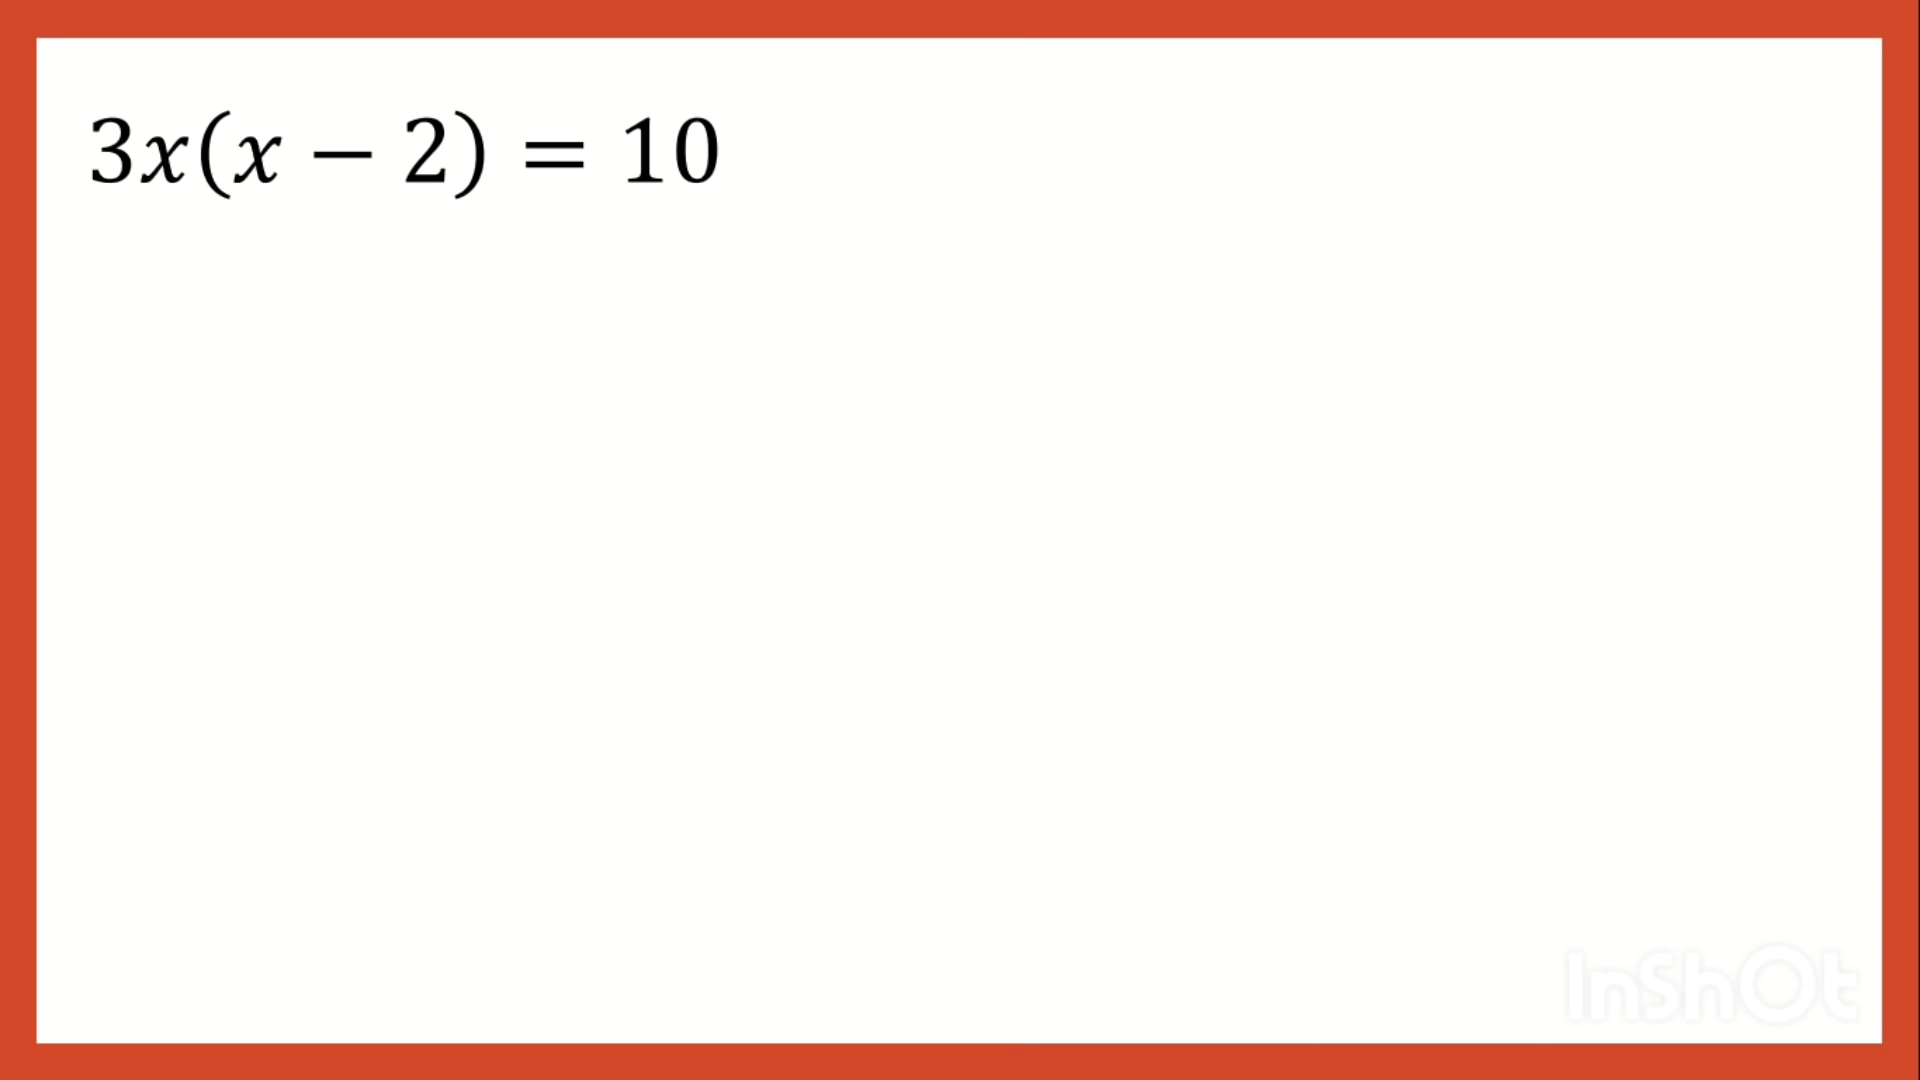 3x(x − 2) = 10
InShOt